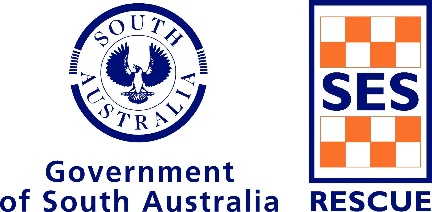 SOUTH
AUSTRALIA
Government
of South Australia
SES
RESCUE